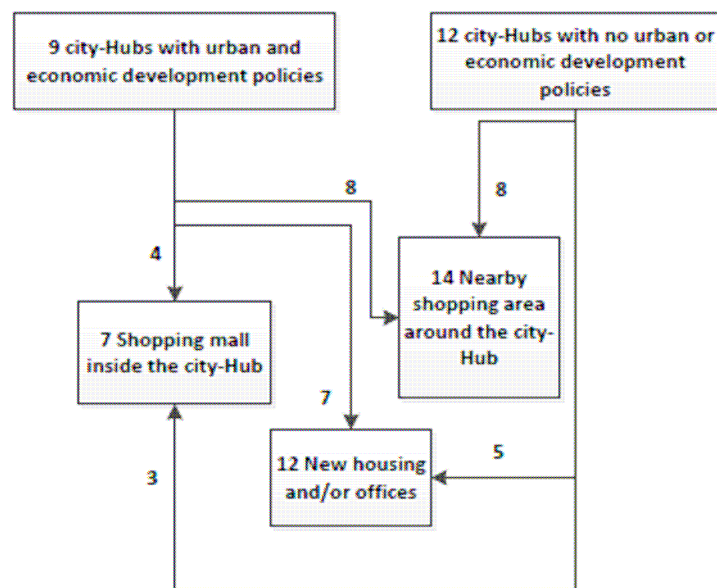 9 city-Hubs with urban and
economic development policies
12 city-Hubs with no urban or
economic development
policies
8
8
4
14 Nearby
shopping area
around the city-
Hub
7 Shopping mall
inside the city-Hub
7
12 New housing
and/or offices
5
3